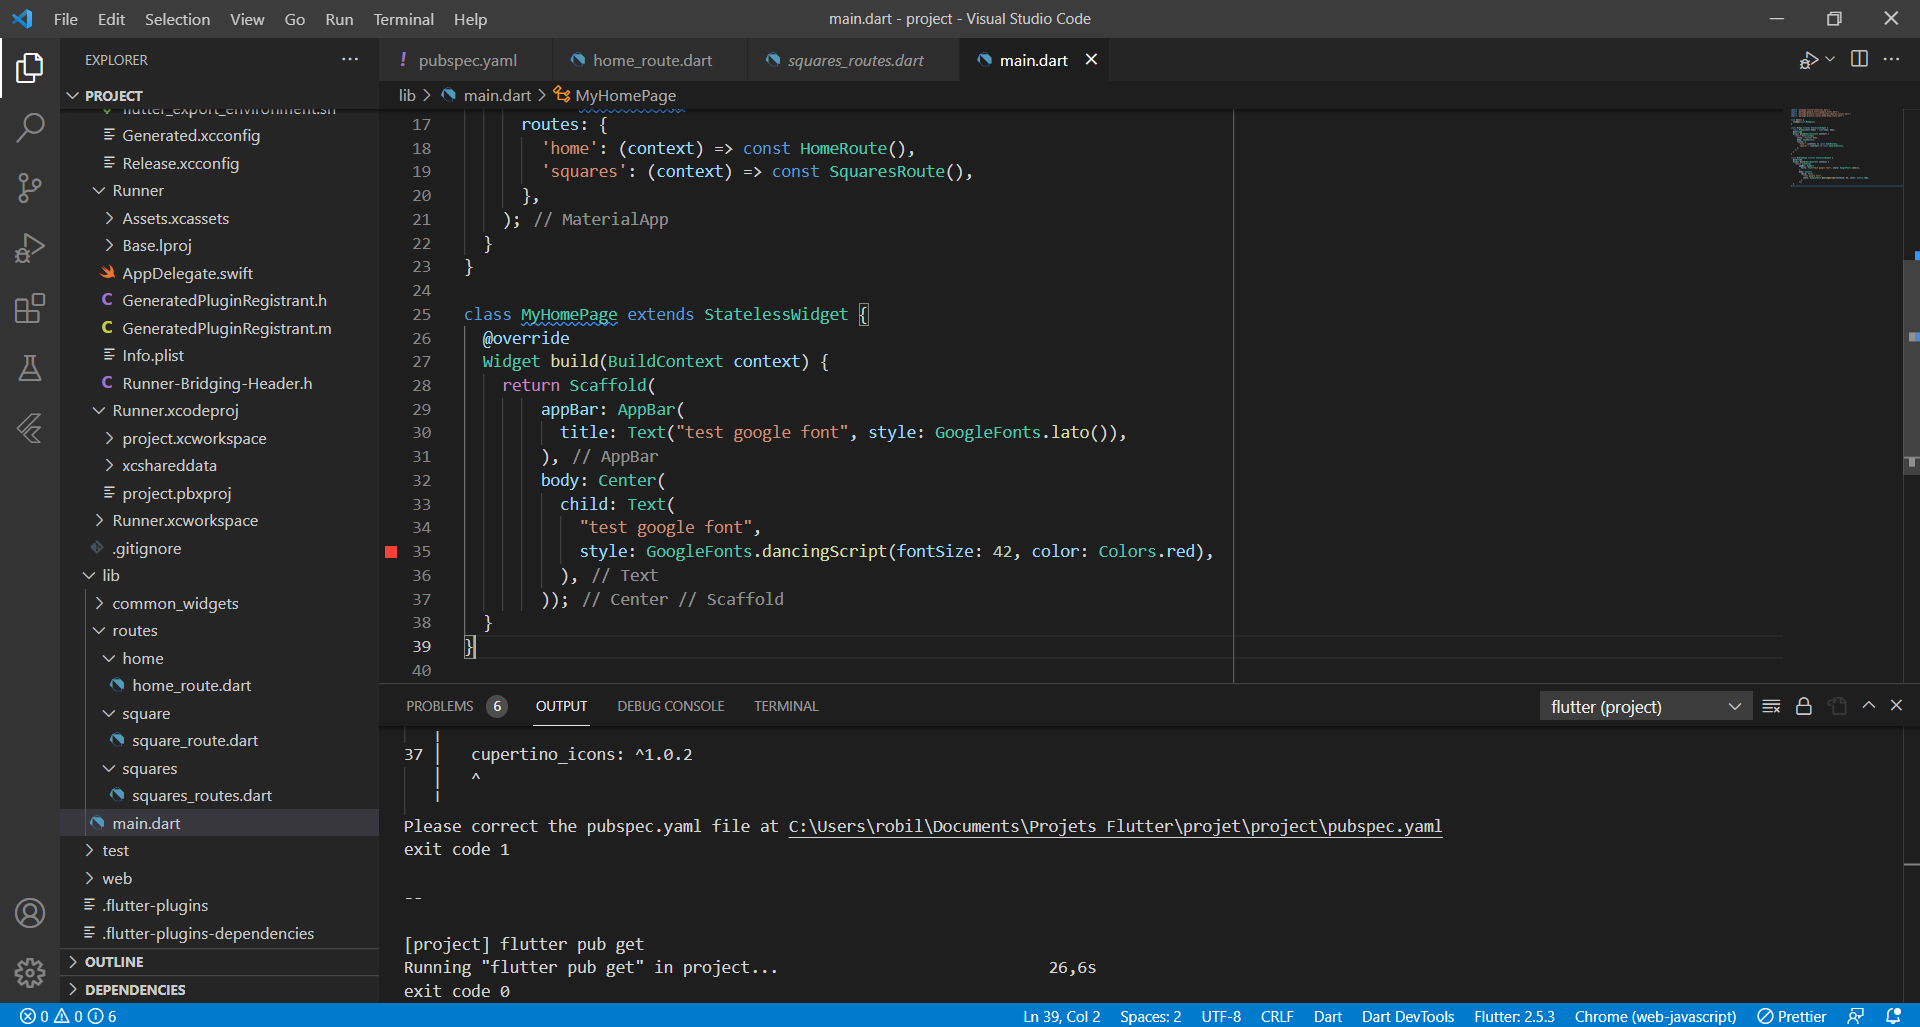 File Edit Selection View Go Run Terminal Help
main.dart - project - Visual Studio Code
EXPLORER
PROJECT
flutter_export_environment.sh
Generated.xcconfig
Release.xcconfig
Runner
Assets.xcassets
Base.lproj
AppDelegate.swift
C GeneratedPluginRegistrant.h
C GeneratedPluginRegistrant.m
Info.plist
C Runner-Bridging-Header.h
Runner.xcodeproj
project.xcworkspace
xcshareddata
project.pbxproj
Runner.xcworkspace
.gitignore
lib
common_widgets
routes
home
home_route.dart
square
square_route.dart
squares
squares_routes.dart
main.dart
test
web
.flutter-plugins
.flutter-plugins-dependencies
OUTLINE
DEPENDENCIES
! pubspec.yaml home_route.dart squares_routes.dart main.dart
lib > main.dart > MyHomePage
17 routes: {
18 'home': (context) => const HomeRoute(),
19 'squares': (context) => const SquaresRoute(),
20 },
21 ); // MaterialApp
22 }
23 }
24
25 class MyHomePage extends StatelessWidget {
26 @override
27 Widget build(BuildContext context) {
28 return Scaffold(
29 appBar: AppBar(
30 title: Text("test google font", style: GoogleFonts.lato()),
31 ), // AppBar
32 body: Center(
33 child: Text(
34 "test google font",
35 style: GoogleFonts.dancingScript(fontSize: 42, color: Colors.red),
36 ), // Text
37 )); // Center // Scaffold
38 }
39 }
40
PROBLEMS 6 OUTPUT DEBUG CONSOLE TERMINAL
flutter (project)
37 │ cupertino_icons: ^1.0.2
│ ^
Please correct the pubspec.yaml file at C:\Users\robil\Documents\Projets Flutter\projet\project\pubspec.yaml
exit code 1
--
[project] flutter pub get
Running "flutter pub get" in project... 26,6s
exit code 0
0 0 6
Ln 39, Col 2 Spaces: 2 UTF-8 CRLF Dart Dart DevTools Flutter: 2.5.3 Chrome (web-javascript) Prettier